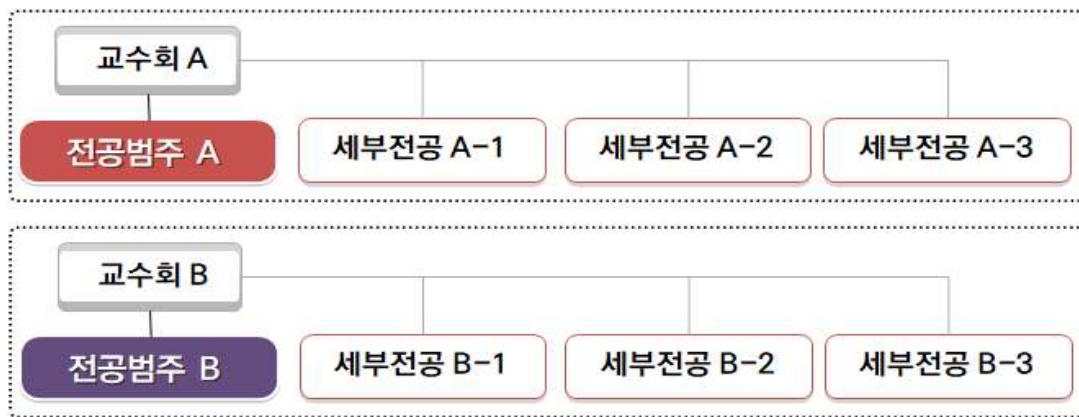 교수회 A
전공범주 A
세부전공 A-1
세부전공 A-2
세부전공 A-3
교수회 B
전공범주 B
세부전공 B-1
세부전공 B-2
세부전공 B-3